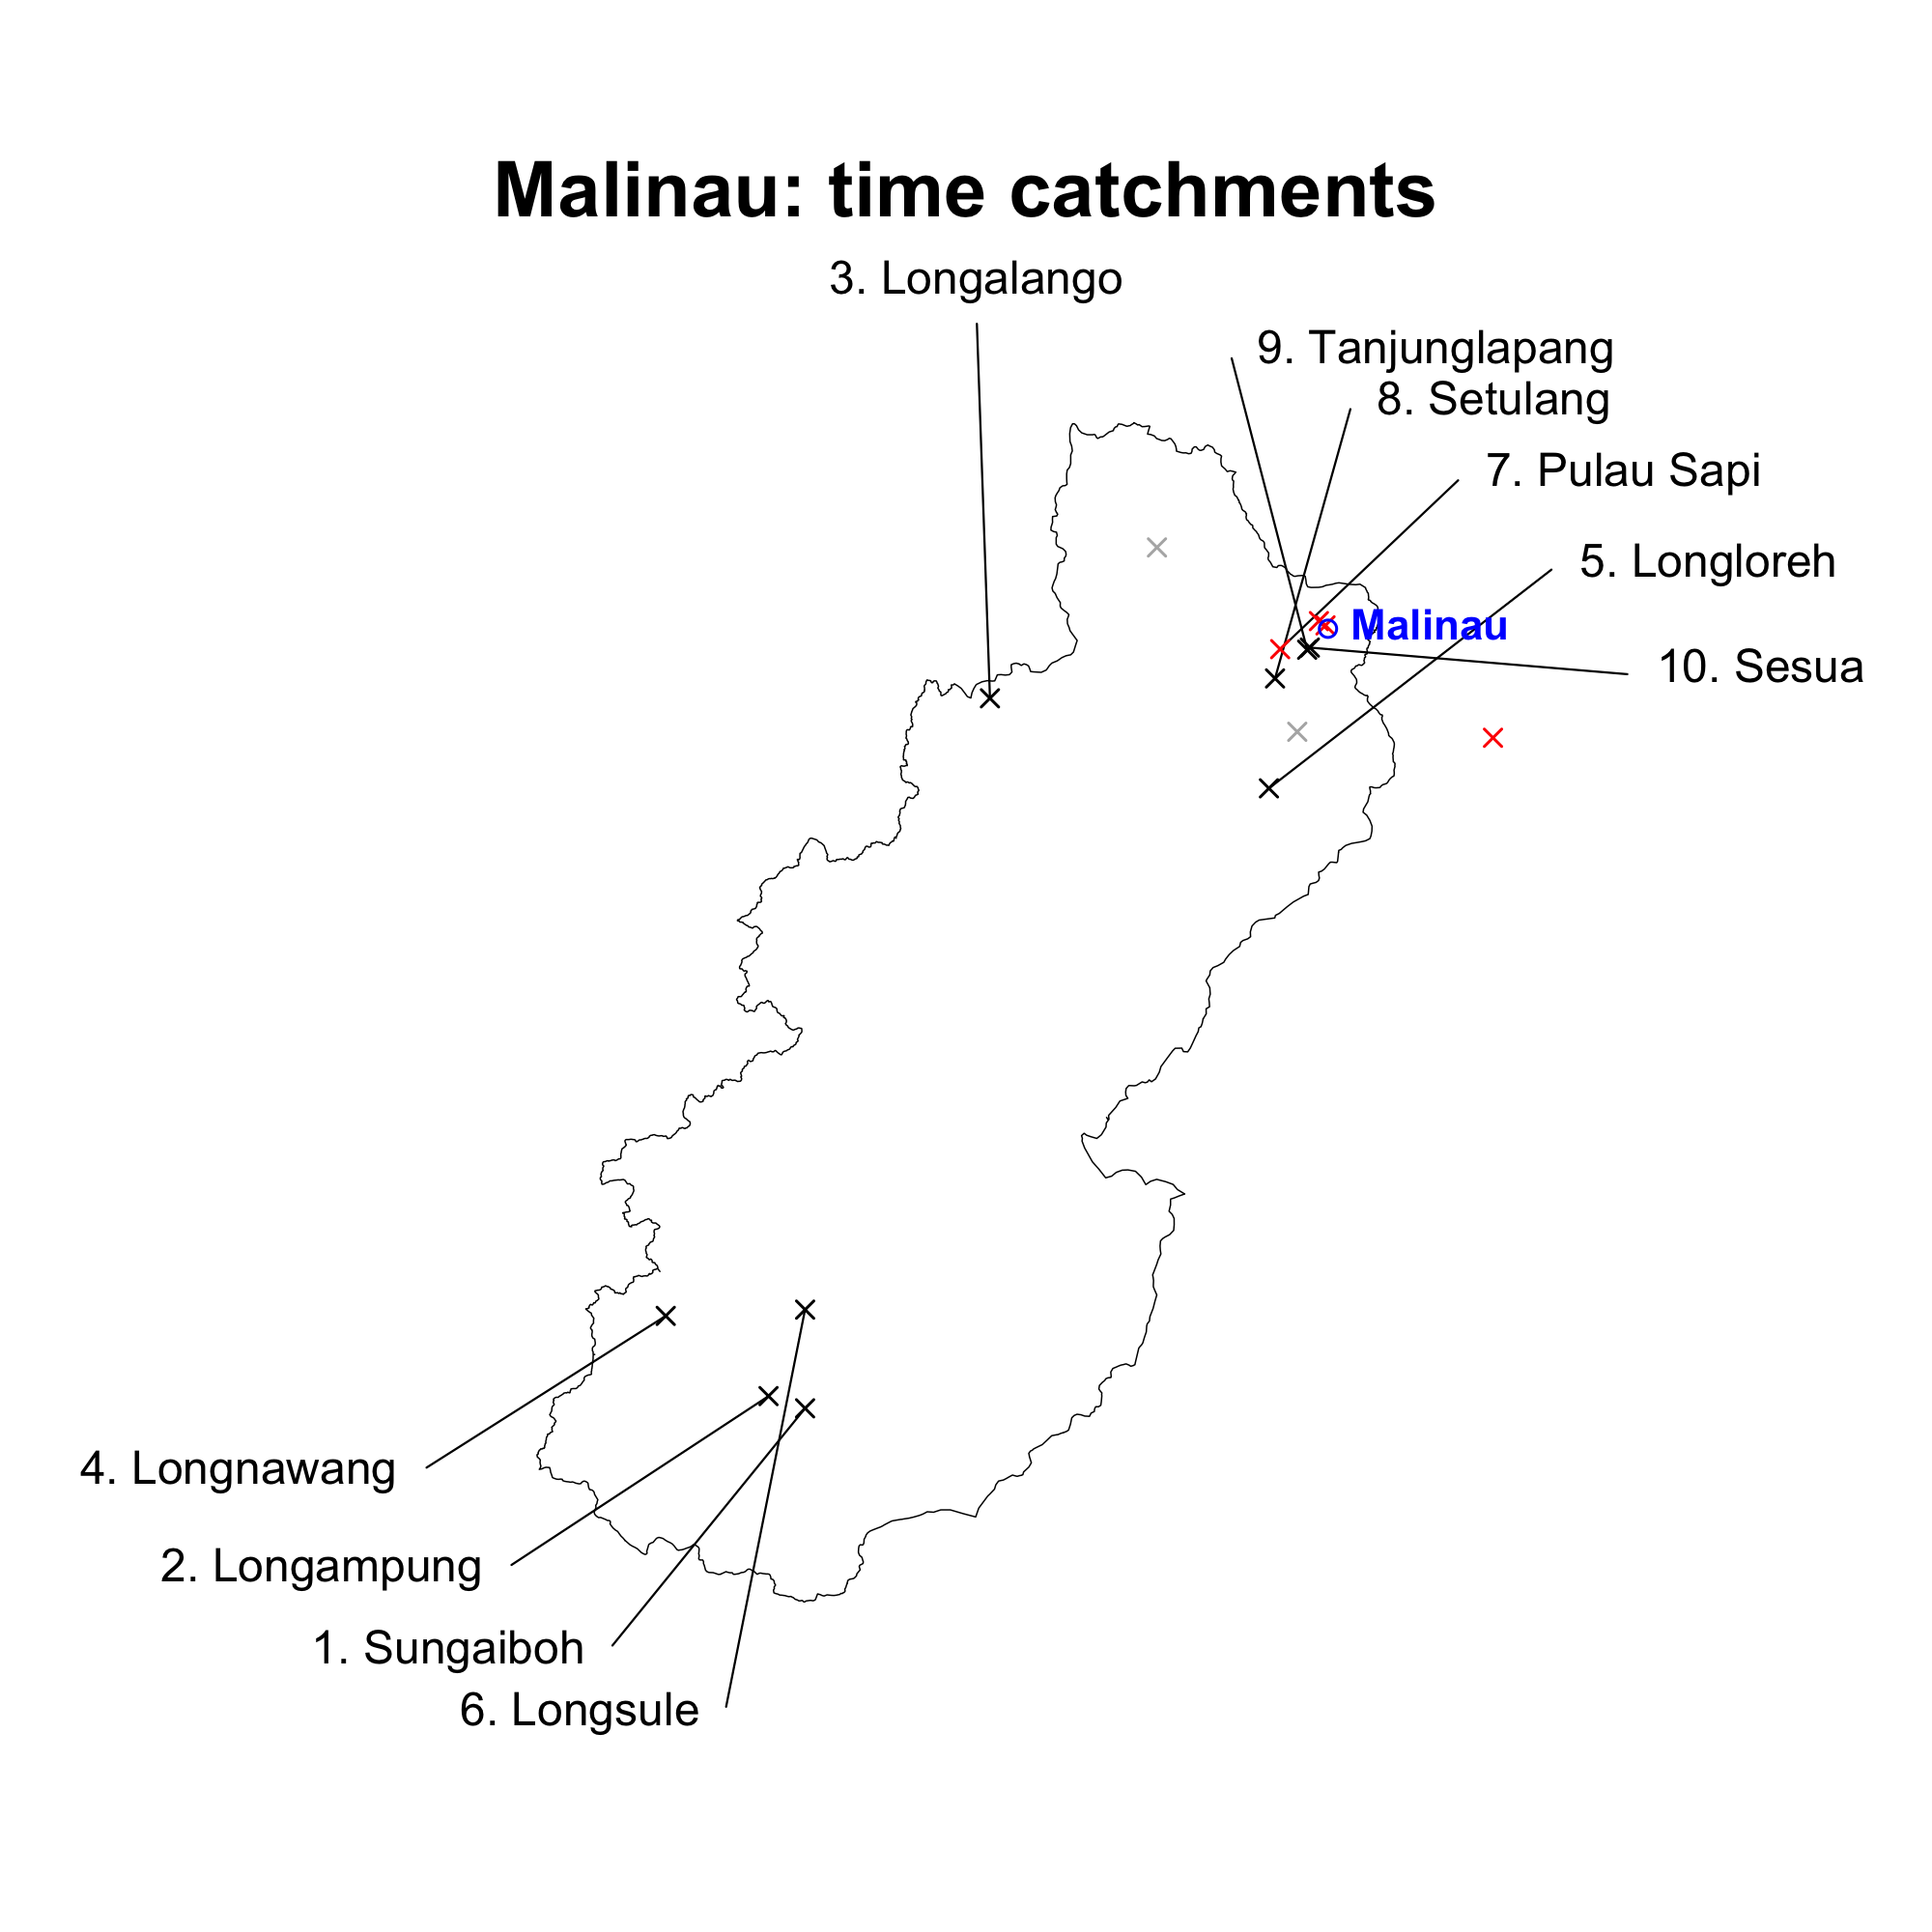 Malinau: time catchments
3. Longalango
9. Tanjunglapang
8. Setulang
7. Pulau Sapi
5. Longloreh
Malinau
10. Sesua
4. Longnawang
2. Longampung
1. Sungaiboh
6. Longsule